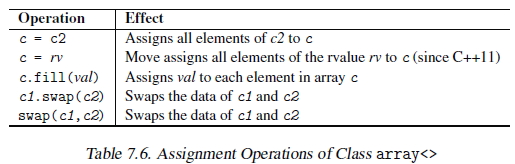 Operation Effect
c = c2 Assigns all elements of c2 to c
c = rv Move assigns all elements of the rvalue rv to c (since C++11)
c.fill(val) Assigns val to each element in array c
c1.swap(c2) Swaps the data of c1 and c2
swap(c1,c2) Swaps the data of c1 and c2
Table 7.6. Assignment Operations of Class array<>